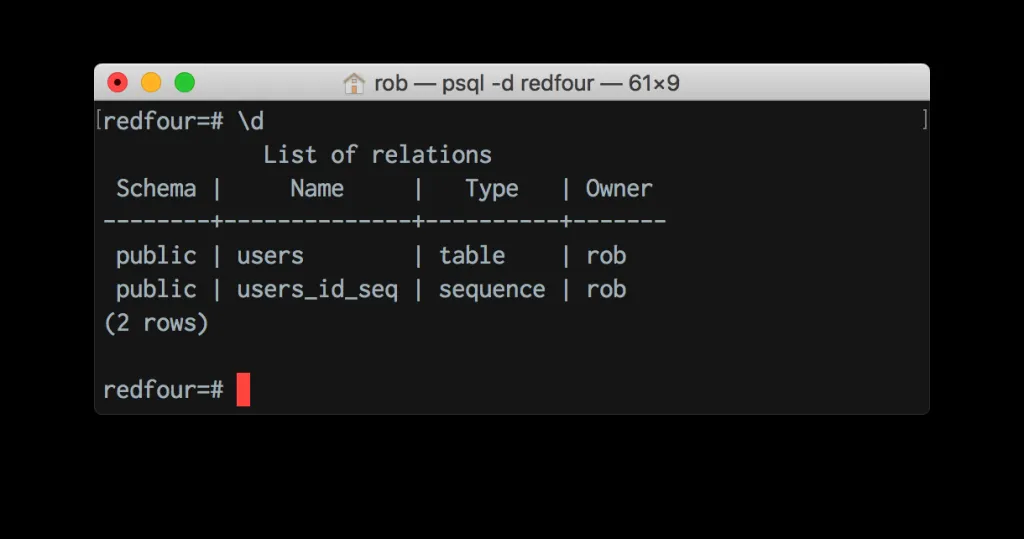 rob — psql -d redfour — 61×9
[redfour=# \d ]
           List of relations
 Schema |     Name     |   Type   | Owner
--------+--------------+----------+-------
 public | users        | table    | rob
 public | users_id_seq | sequence | rob
(2 rows)
redfour=#